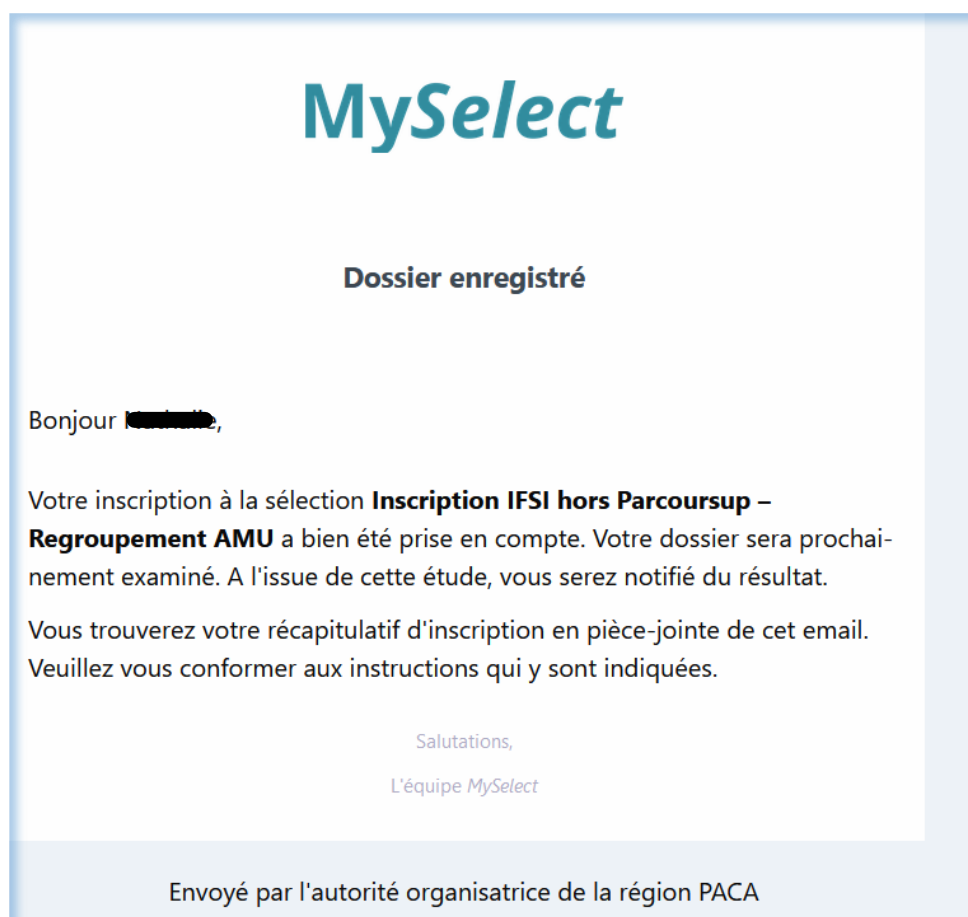 MySelect
Dossier enregistré
Bonjour ,
Votre inscription à la sélection Inscription IFSI hors Parcoursup –
Regroupement AMU a bien été prise en compte. Votre dossier sera prochai-
nement examiné. A l'issue de cette étude, vous serez notifié du résultat.
Vous trouverez votre récapitulatif d'inscription en pièce-jointe de cet email.
Veuillez vous conformer aux instructions qui y sont indiquées.
Salutations,
L'équipe MySelect
Envoyé par l'autorité organisatrice de la région PACA